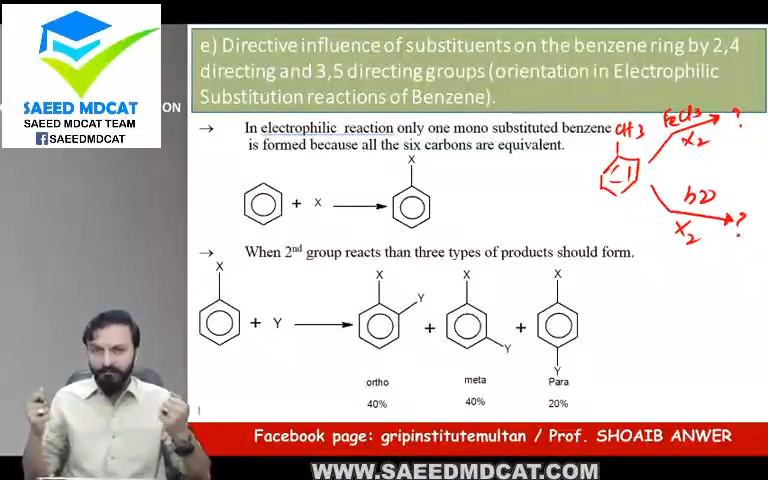 SAEED MDCAT
SAEED MDCAT TEAM
SAEEDMDCAT
ON
e) Directive influence of substituents on the benzene ring by 2,4
directing and 3,5 directing groups (orientation in Electrophilic
Substitution reactions of Benzene).
→ In electrophilic reaction only one mono substituted benzene
is formed because all the six carbons are equivalent.
X
+ X
CH3
FeCl3
X2
?
hν
X2
?
→ When 2nd group reacts than three types of products should form.
X
+ Y
X
Y
+
X
Y
+
X
Y
ortho
meta
Para
40%
40%
20%
Facebook page: gripinstitutemultan / Prof. SHOAIB ANWER
WWW.SAEEDMDCAT.COM